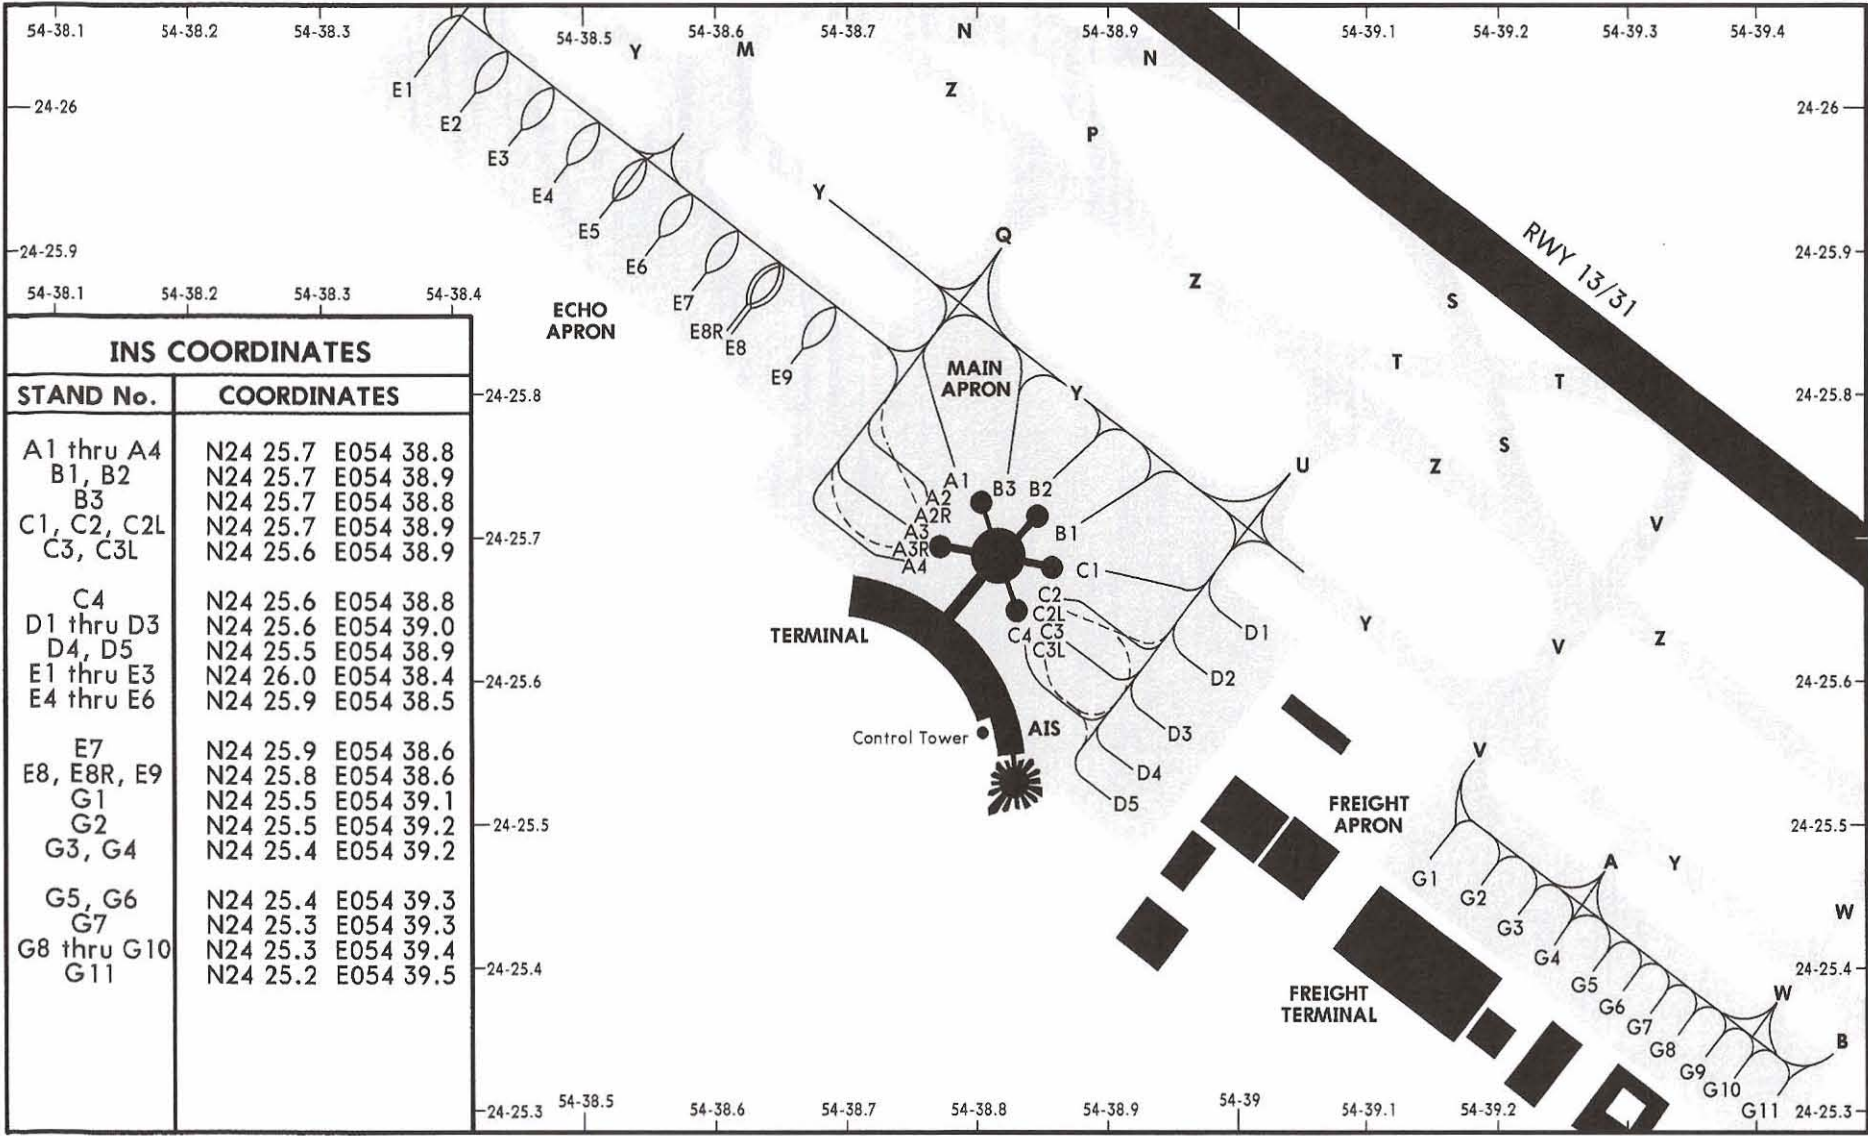 54-38.1 54-38.2 54-38.3 54-38.5 54-38.6 54-38.7 54-38.9 54-39.1 54-39.2 54-39.3 54-39.4
Y M N N
Z
E1
24-26 24-26
E2
P
E3
E4
Y
E5
Q
RWY 13/31
24-25.9 24-25.9
E6
Z
54-38.1 54-38.2 54-38.3 54-38.4
E7
S
ECHO
APRON
E8R
E8
E9
MAIN
APRON
T
T
Y
24-25.8 24-25.8
S
U
Z
INS COORDINATES
STAND No. COORDINATES
A1 thru A4 N24 25.7 E054 38.8
B1, B2 N24 25.7 E054 38.9
B3 N24 25.7 E054 38.8
C1, C2, C2L N24 25.7 E054 38.9
C3, C3L N24 25.6 E054 38.9
C4 N24 25.6 E054 38.8
D1 thru D3 N24 25.6 E054 39.0
D4, D5 N24 25.5 E054 38.9
E1 thru E3 N24 26.0 E054 38.4
E4 thru E6 N24 25.9 E054 38.5
E7 N24 25.9 E054 38.6
E8, E8R, E9 N24 25.8 E054 38.6
G1 N24 25.5 E054 39.1
G2 N24 25.5 E054 39.2
G3, G4 N24 25.4 E054 39.2
G5, G6 N24 25.4 E054 39.3
G7 N24 25.3 E054 39.3
G8 thru G10 N24 25.3 E054 39.4
G11 N24 25.2 E054 39.5
A1 B3 B2
A2
A2R
V
A3
B1
24-25.7
A3R
A4
C1
C2
C2L
C3
C4
C3L
TERMINAL
D1
Y
Z
V
D2
24-25.6 24-25.6
AIS
D3
Control Tower
V
D4
D5
FREIGHT
APRON
24-25.5 24-25.5
A Y
G1
G2
W
G3
G4
24-25.4 24-25.4
G5
W
FREIGHT
TERMINAL
G6
G7
B
G8
G9
G10
G11
24-25.3 54-38.5 54-38.6 54-38.7 54-38.8 54-38.9 54-39 54-39.1 54-39.2 24-25.3